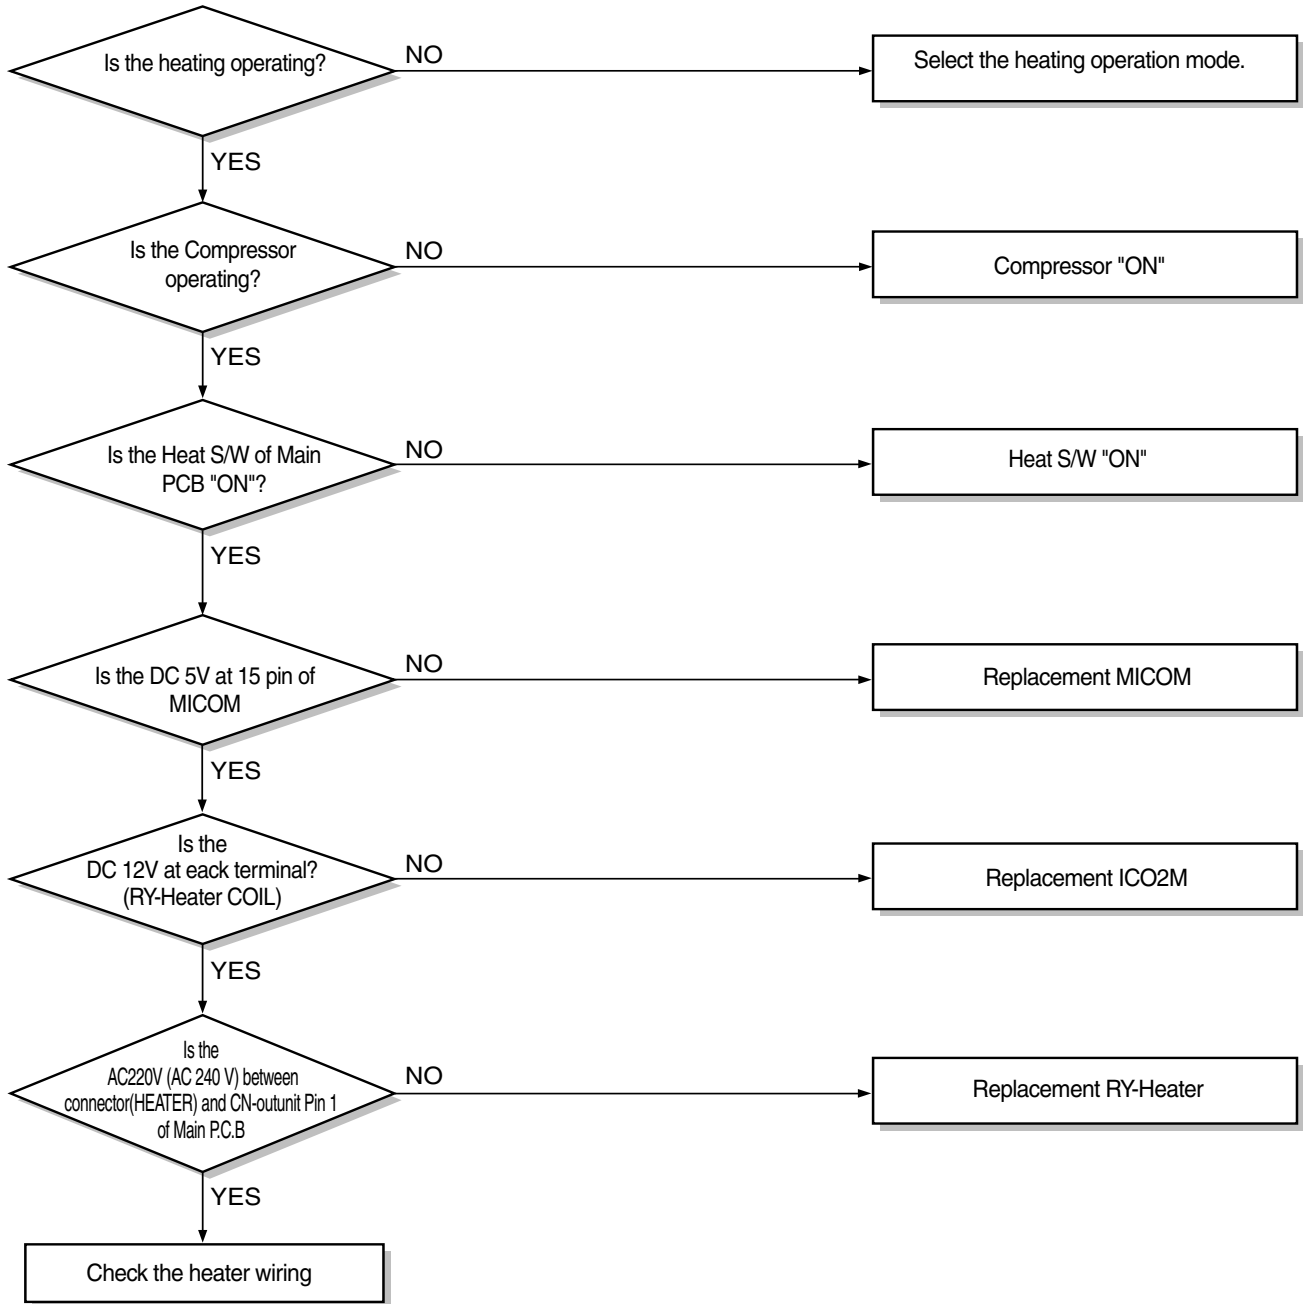 Is the heating operating?
NO
Select the heating operation mode.
YES
Is the Compressor
operating?
NO
Compressor "ON"
YES
Is the Heat S/W of Main
PCB "ON"?
NO
Heat S/W "ON"
YES
Is the DC 5V at 15 pin of
MICOM
NO
Replacement MICOM
YES
Is the
DC 12V at eack terminal?
(RY-Heater COIL)
NO
Replacement ICO2M
YES
Is the
AC220V (AC 240 V) between
connector(HEATER) and CN-outunit Pin 1
of Main P.C.B
NO
Replacement RY-Heater
YES
Check the heater wiring